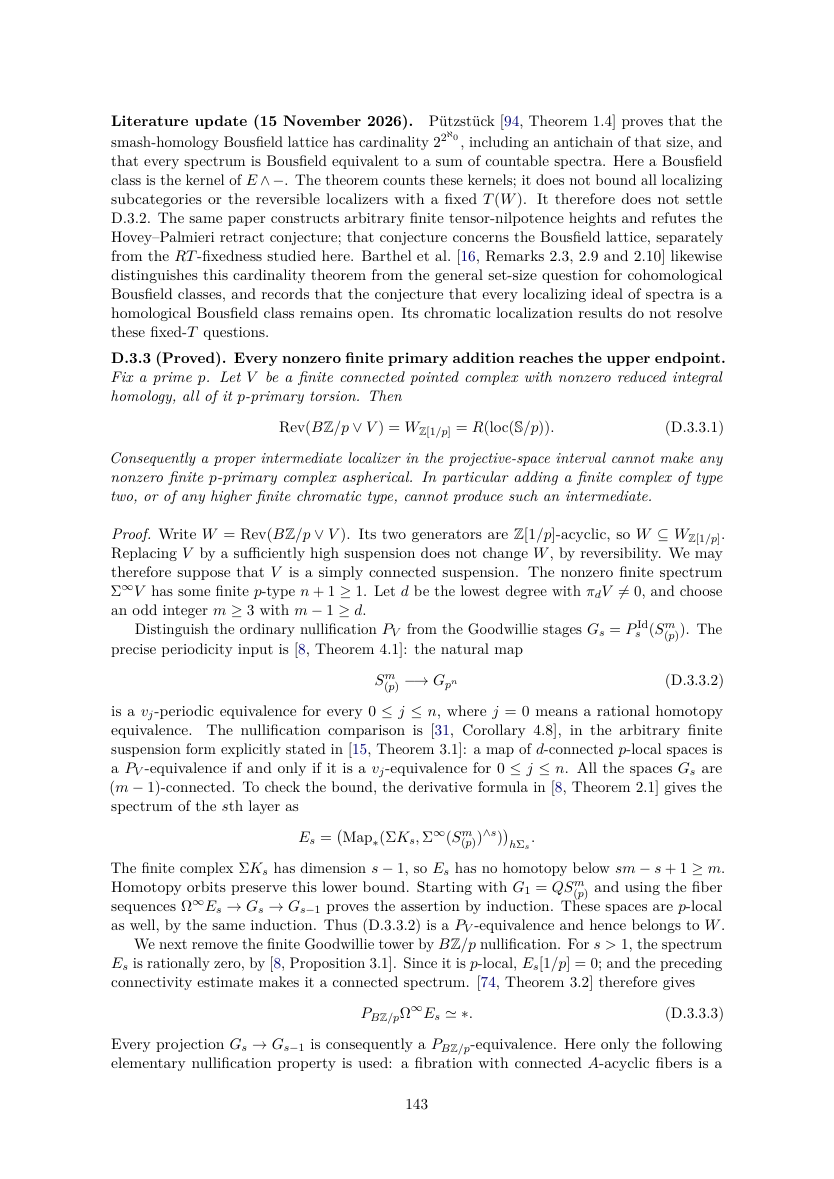 Literature update (15 November 2026). Pützstück [94, Theorem 1.4] proves that the
smash-homology Bousfield lattice has cardinality 2^{2^{ℵ_0}}, including an antichain of that size, and
that every spectrum is Bousfield equivalent to a sum of countable spectra. Here a Bousfield
class is the kernel of E ∧ −. The theorem counts these kernels; it does not bound all localizing
subcategories or the reversible localizers with a fixed T(W). It therefore does not settle
D.3.2. The same paper constructs arbitrary finite tensor-nilpotence heights and refutes the
Hovey–Palmieri retract conjecture; that conjecture concerns the Bousfield lattice, separately
from the RT-fixedness studied here. Barthel et al. [16, Remarks 2.3, 2.9 and 2.10] likewise
distinguishes this cardinality theorem from the general set-size question for cohomological
Bousfield classes, and records that the conjecture that every localizing ideal of spectra is a
homological Bousfield class remains open. Its chromatic localization results do not resolve
these fixed-T questions.
D.3.3 (Proved). Every nonzero finite primary addition reaches the upper endpoint.
Fix a prime p. Let V be a finite connected pointed complex with nonzero reduced integral
homology, all of it p-primary torsion. Then
Rev(Bℤ/p ∨ V) = W_{ℤ[1/p]} = R(loc(𝕊/p)). (D.3.3.1)
Consequently a proper intermediate localizer in the projective-space interval cannot make any
nonzero finite p-primary complex aspherical. In particular adding a finite complex of type
two, or of any higher finite chromatic type, cannot produce such an intermediate.
Proof. Write W = Rev(Bℤ/p ∨ V). Its two generators are ℤ[1/p]-acyclic, so W ⊆ W_{ℤ[1/p]}.
Replacing V by a sufficiently high suspension does not change W, by reversibility. We may
therefore suppose that V is a simply connected suspension. The nonzero finite spectrum
Σ^∞V has some finite p-type n + 1 ≥ 1. Let d be the lowest degree with π_dV ≠ 0, and choose
an odd integer m ≥ 3 with m − 1 ≥ d.
Distinguish the ordinary nullification P_V from the Goodwillie stages G_s = P_s^{Id}(S^m_{(p)}). The
precise periodicity input is [8, Theorem 4.1]: the natural map
S^m_{(p)} ⟶ G_{p^n} (D.3.3.2)
is a v_j-periodic equivalence for every 0 ≤ j ≤ n, where j = 0 means a rational homotopy
equivalence. The nullification comparison is [31, Corollary 4.8], in the arbitrary finite
suspension form explicitly stated in [15, Theorem 3.1]: a map of d-connected p-local spaces is
a P_V-equivalence if and only if it is a v_j-equivalence for 0 ≤ j ≤ n. All the spaces G_s are
(m − 1)-connected. To check the bound, the derivative formula in [8, Theorem 2.1] gives the
spectrum of the sth layer as
E_s = (Map_*(ΣK_s, Σ^∞(S^m_{(p)})^{∧s}))_{hΣ_s}.
The finite complex ΣK_s has dimension s − 1, so E_s has no homotopy below sm − s + 1 ≥ m.
Homotopy orbits preserve this lower bound. Starting with G_1 = QS^m_{(p)} and using the fiber
sequences Ω^∞E_s → G_s → G_{s−1} proves the assertion by induction. These spaces are p-local
as well, by the same induction. Thus (D.3.3.2) is a P_V-equivalence and hence belongs to W.
We next remove the finite Goodwillie tower by Bℤ/p nullification. For s > 1, the spectrum
E_s is rationally zero, by [8, Proposition 3.1]. Since it is p-local, E_s[1/p] = 0; and the preceding
connectivity estimate makes it a connected spectrum. [74, Theorem 3.2] therefore gives
P_{Bℤ/p}Ω^∞E_s ≃ *. (D.3.3.3)
Every projection G_s → G_{s−1} is consequently a P_{Bℤ/p}-equivalence. Here only the following
elementary nullification property is used: a fibration with connected A-acyclic fibers is a
143